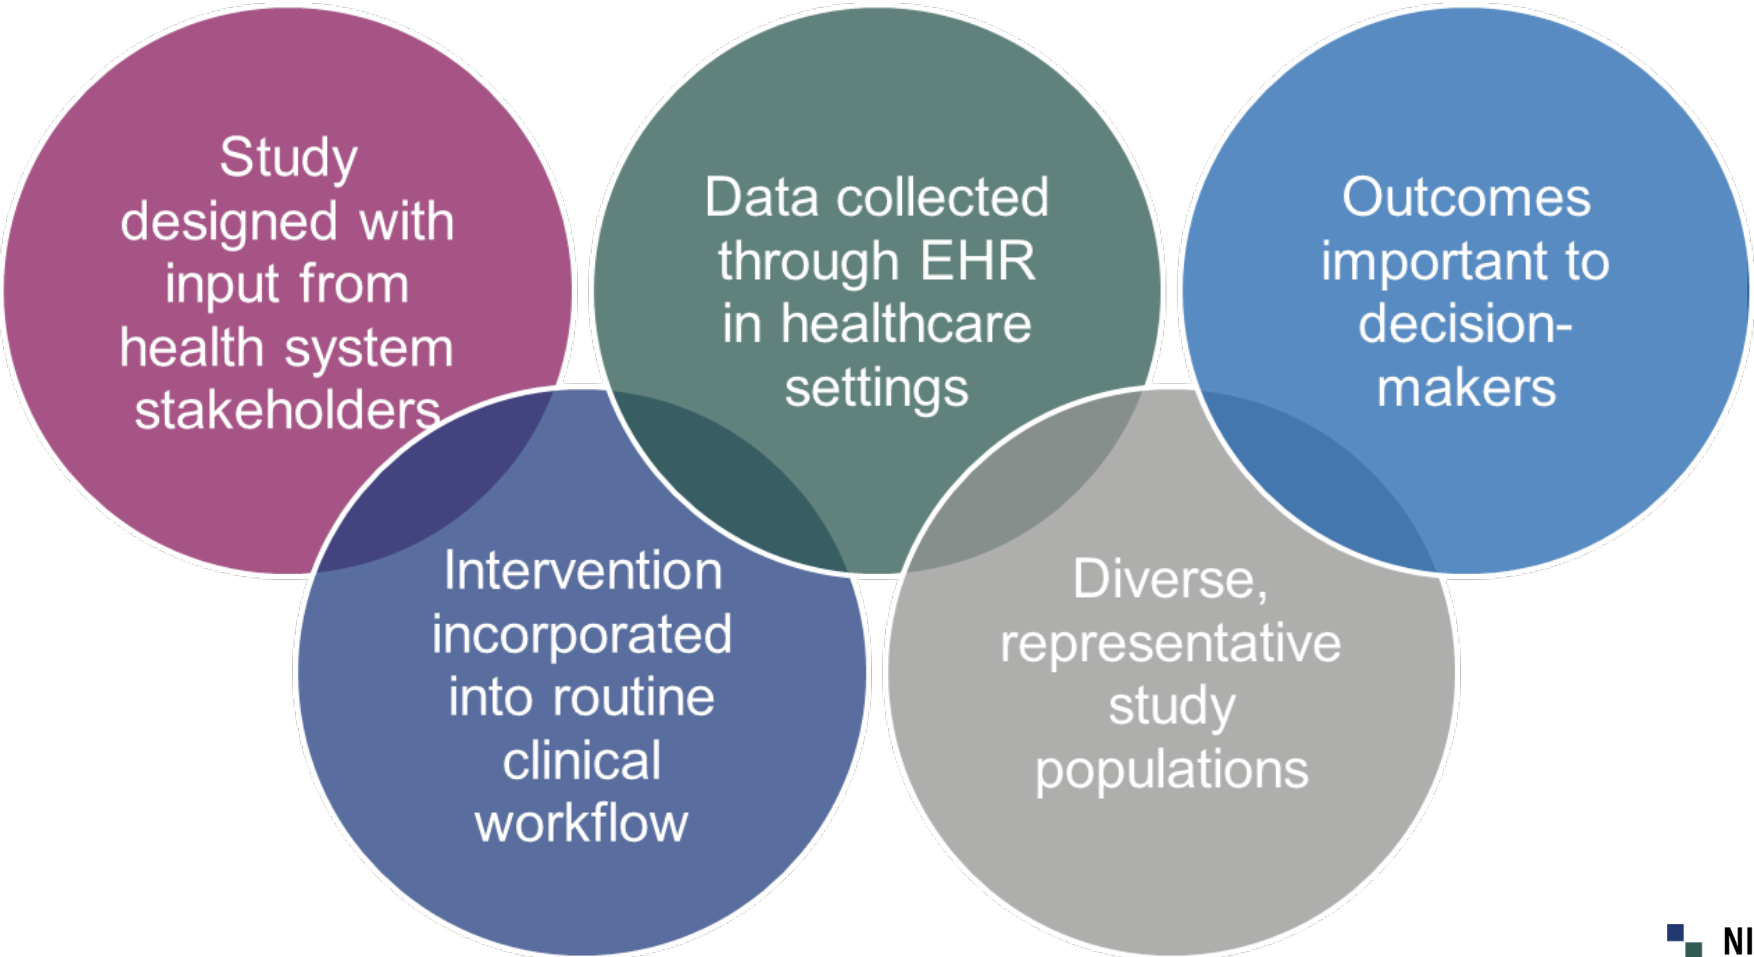 Study
designed with
input from
health system
stakeholders
Intervention
incorporated
into routine
clinical
workflow
Data collected
through EHR
in healthcare
settings
Diverse,
representative
study
populations
Outcomes
important to
decision-
makers
NI